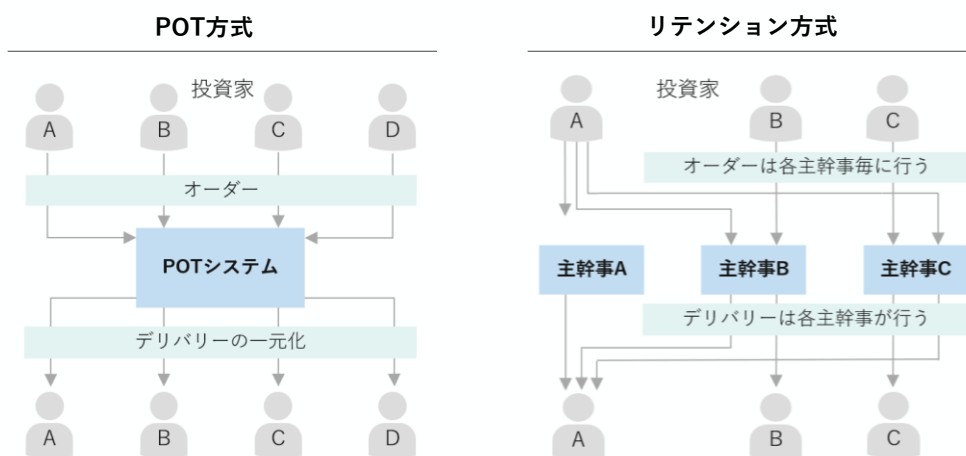 POT方式
投資家
A B C D
オーダー
POTシステム
デリバリーの一元化
A B C D
リテンション方式
投資家
A B C
オーダーは各主幹事毎に行う
主幹事A 主幹事B 主幹事C
デリバリーは各主幹事が行う
A B C